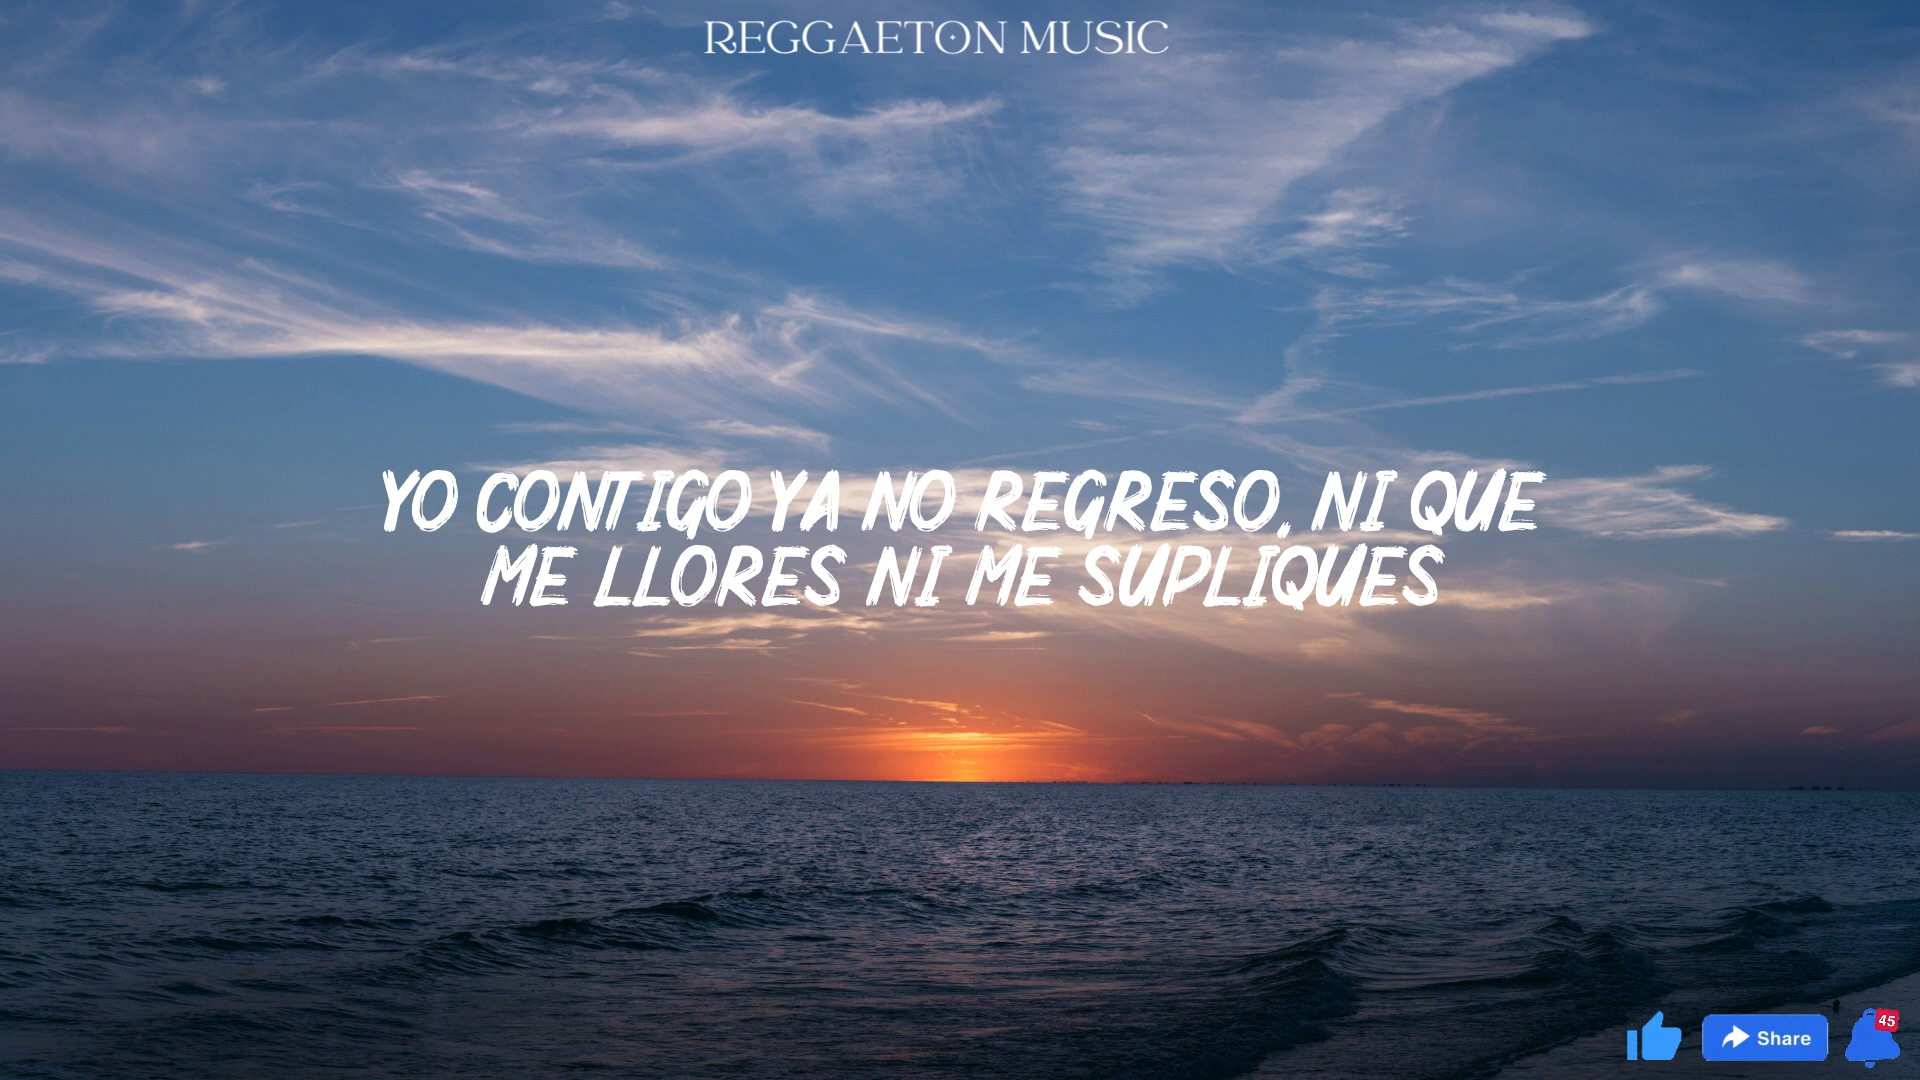 REGGAETON MUSIC
YO CONTIGO YA NO REGRESO, NI QUE
ME LLORES NI ME SUPLIQUES
45
Share